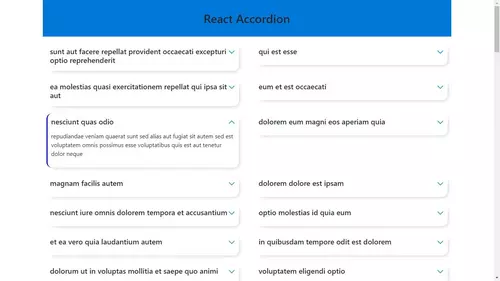 React Accordion
sunt aut facere repellat provident occaecati excepturi
optio reprehenderit
qui est esse
ea molestias quasi exercitationem repellat qui ipsa sit
aut
eum et est occaecati
nesciunt quas odio
repudiandae veniam quaerat sunt sed alias aut fugiat sit autem sed est
voluptatem omnis possimus esse voluptatibus quis est aut tenetur
dolor neque
dolorem eum magni eos aperiam quia
magnam facilis autem
dolorem dolore est ipsam
nesciunt iure omnis dolorem tempora et accusantium
optio molestias id quia eum
et ea vero quia laudantium autem
in quibusdam tempore odit est dolorem
dolorum ut in voluptas mollitia et saepe quo animi
voluptatem eligendi optio